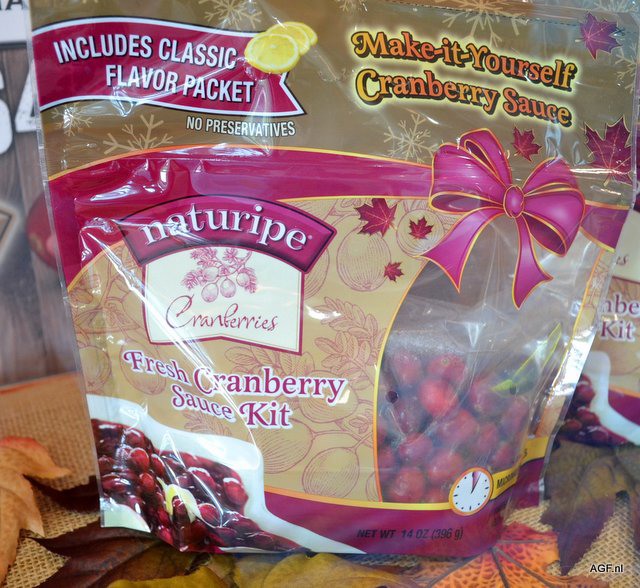 INCLUDES CLASSIC
FLAVOR PACKET
NO PRESERVATIVES
Make-it-Yourself
Cranberry Sauce
naturipe®
Cranberries
Fresh Cranberry
Sauce Kit
NET WT 14 OZ (396 g)
Kit
AGF.nl